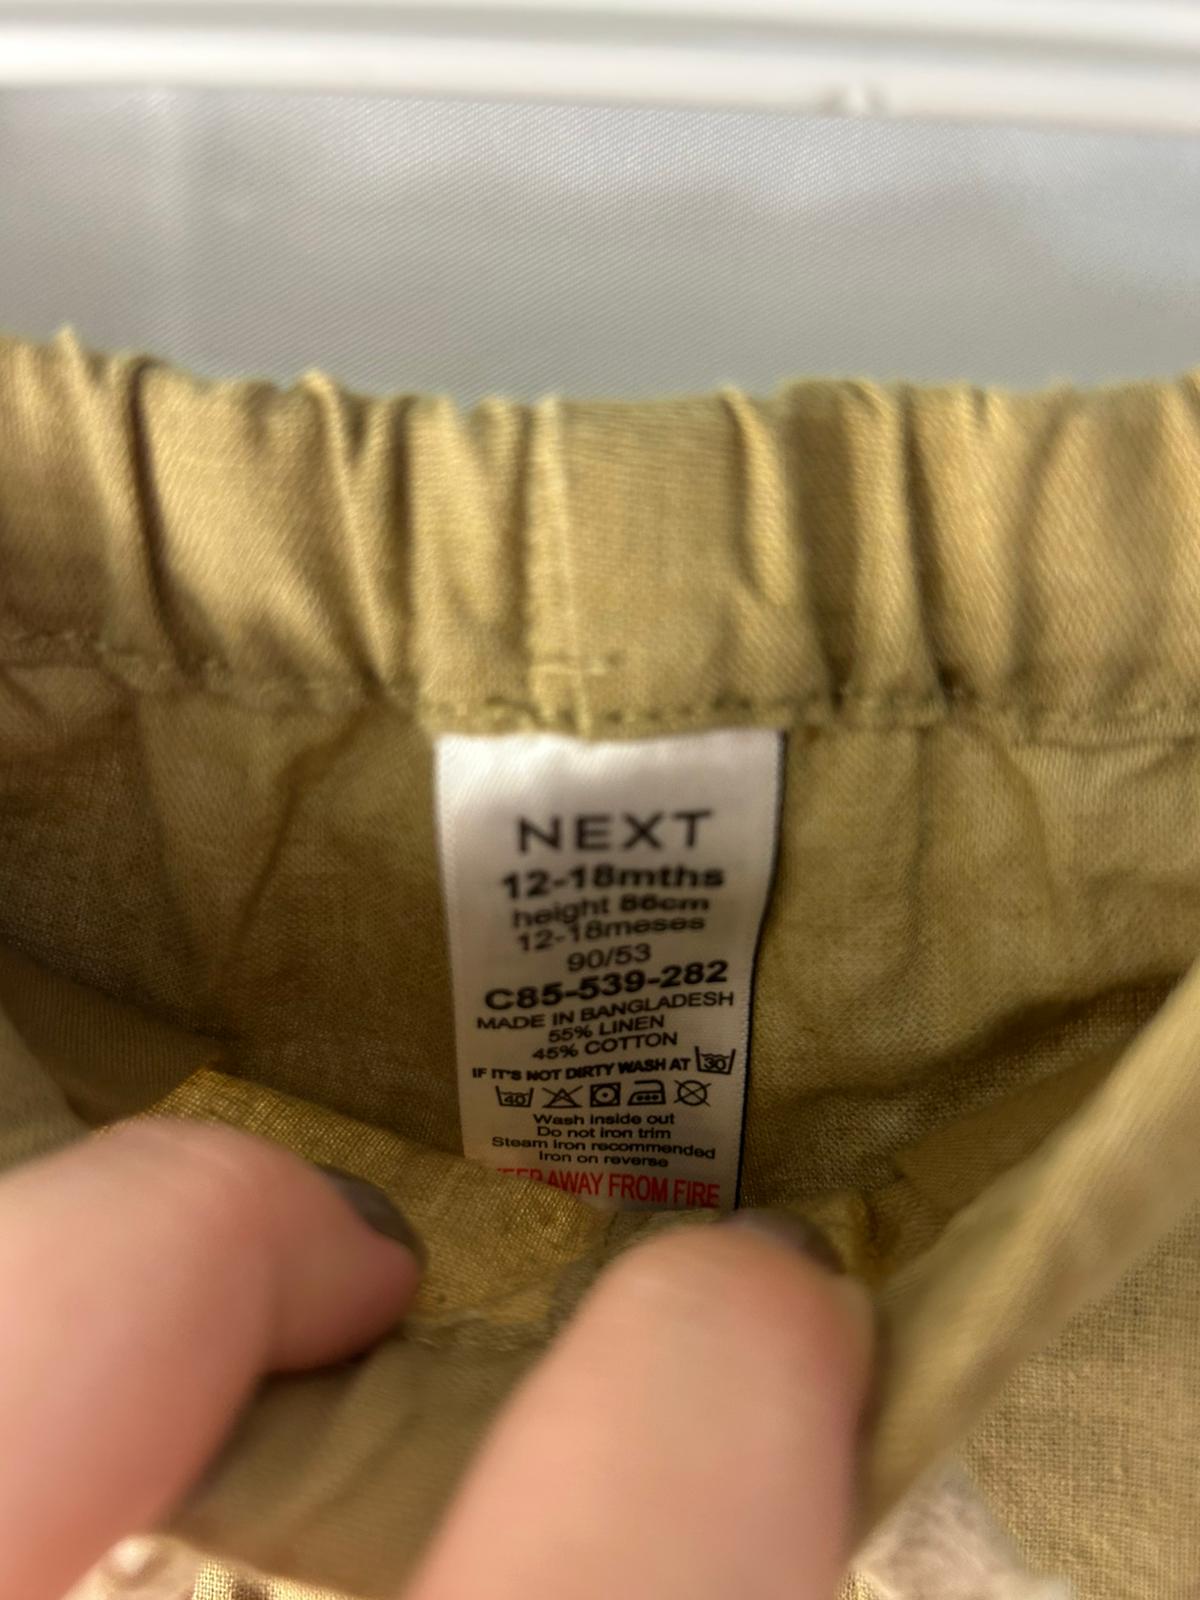 NEXT
12-18mths
height 86cm
12-18meses
90/53
C85-539-282
MADE IN BANGLADESH
55% LINEN
45% COTTON
IF IT'S NOT DIRTY WASH AT 30
40
Wash inside out
Do not iron trim
Steam iron recommended
Iron on reverse
KEEP AWAY FROM FIRE